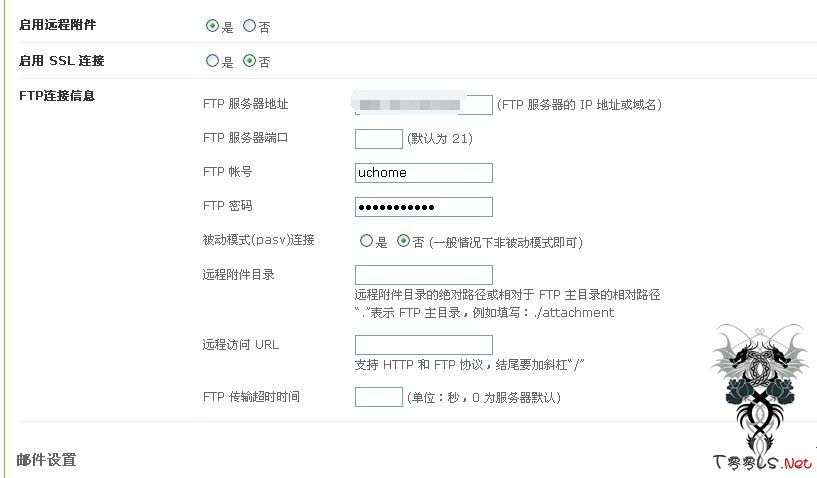 启用远程附件 是 否
启用 SSL 连接 是 否
FTP连接信息
FTP 服务器地址 (FTP 服务器的 IP 地址或域名)
FTP 服务器端口 (默认为 21)
FTP 帐号 uchome
FTP 密码 •••••••••••
被动模式(pasv)连接 是 否 (一般情况下非被动模式即可)
远程附件目录
远程附件目录的绝对路径或相对于 FTP 主目录的相对路径
“.”表示 FTP 主目录，例如填写：./attachment
远程访问 URL
支持 HTTP 和 FTP 协议，结尾要加斜杠“/”
FTP 传输超时时间 (单位：秒，0 为服务器默认)
邮件设置